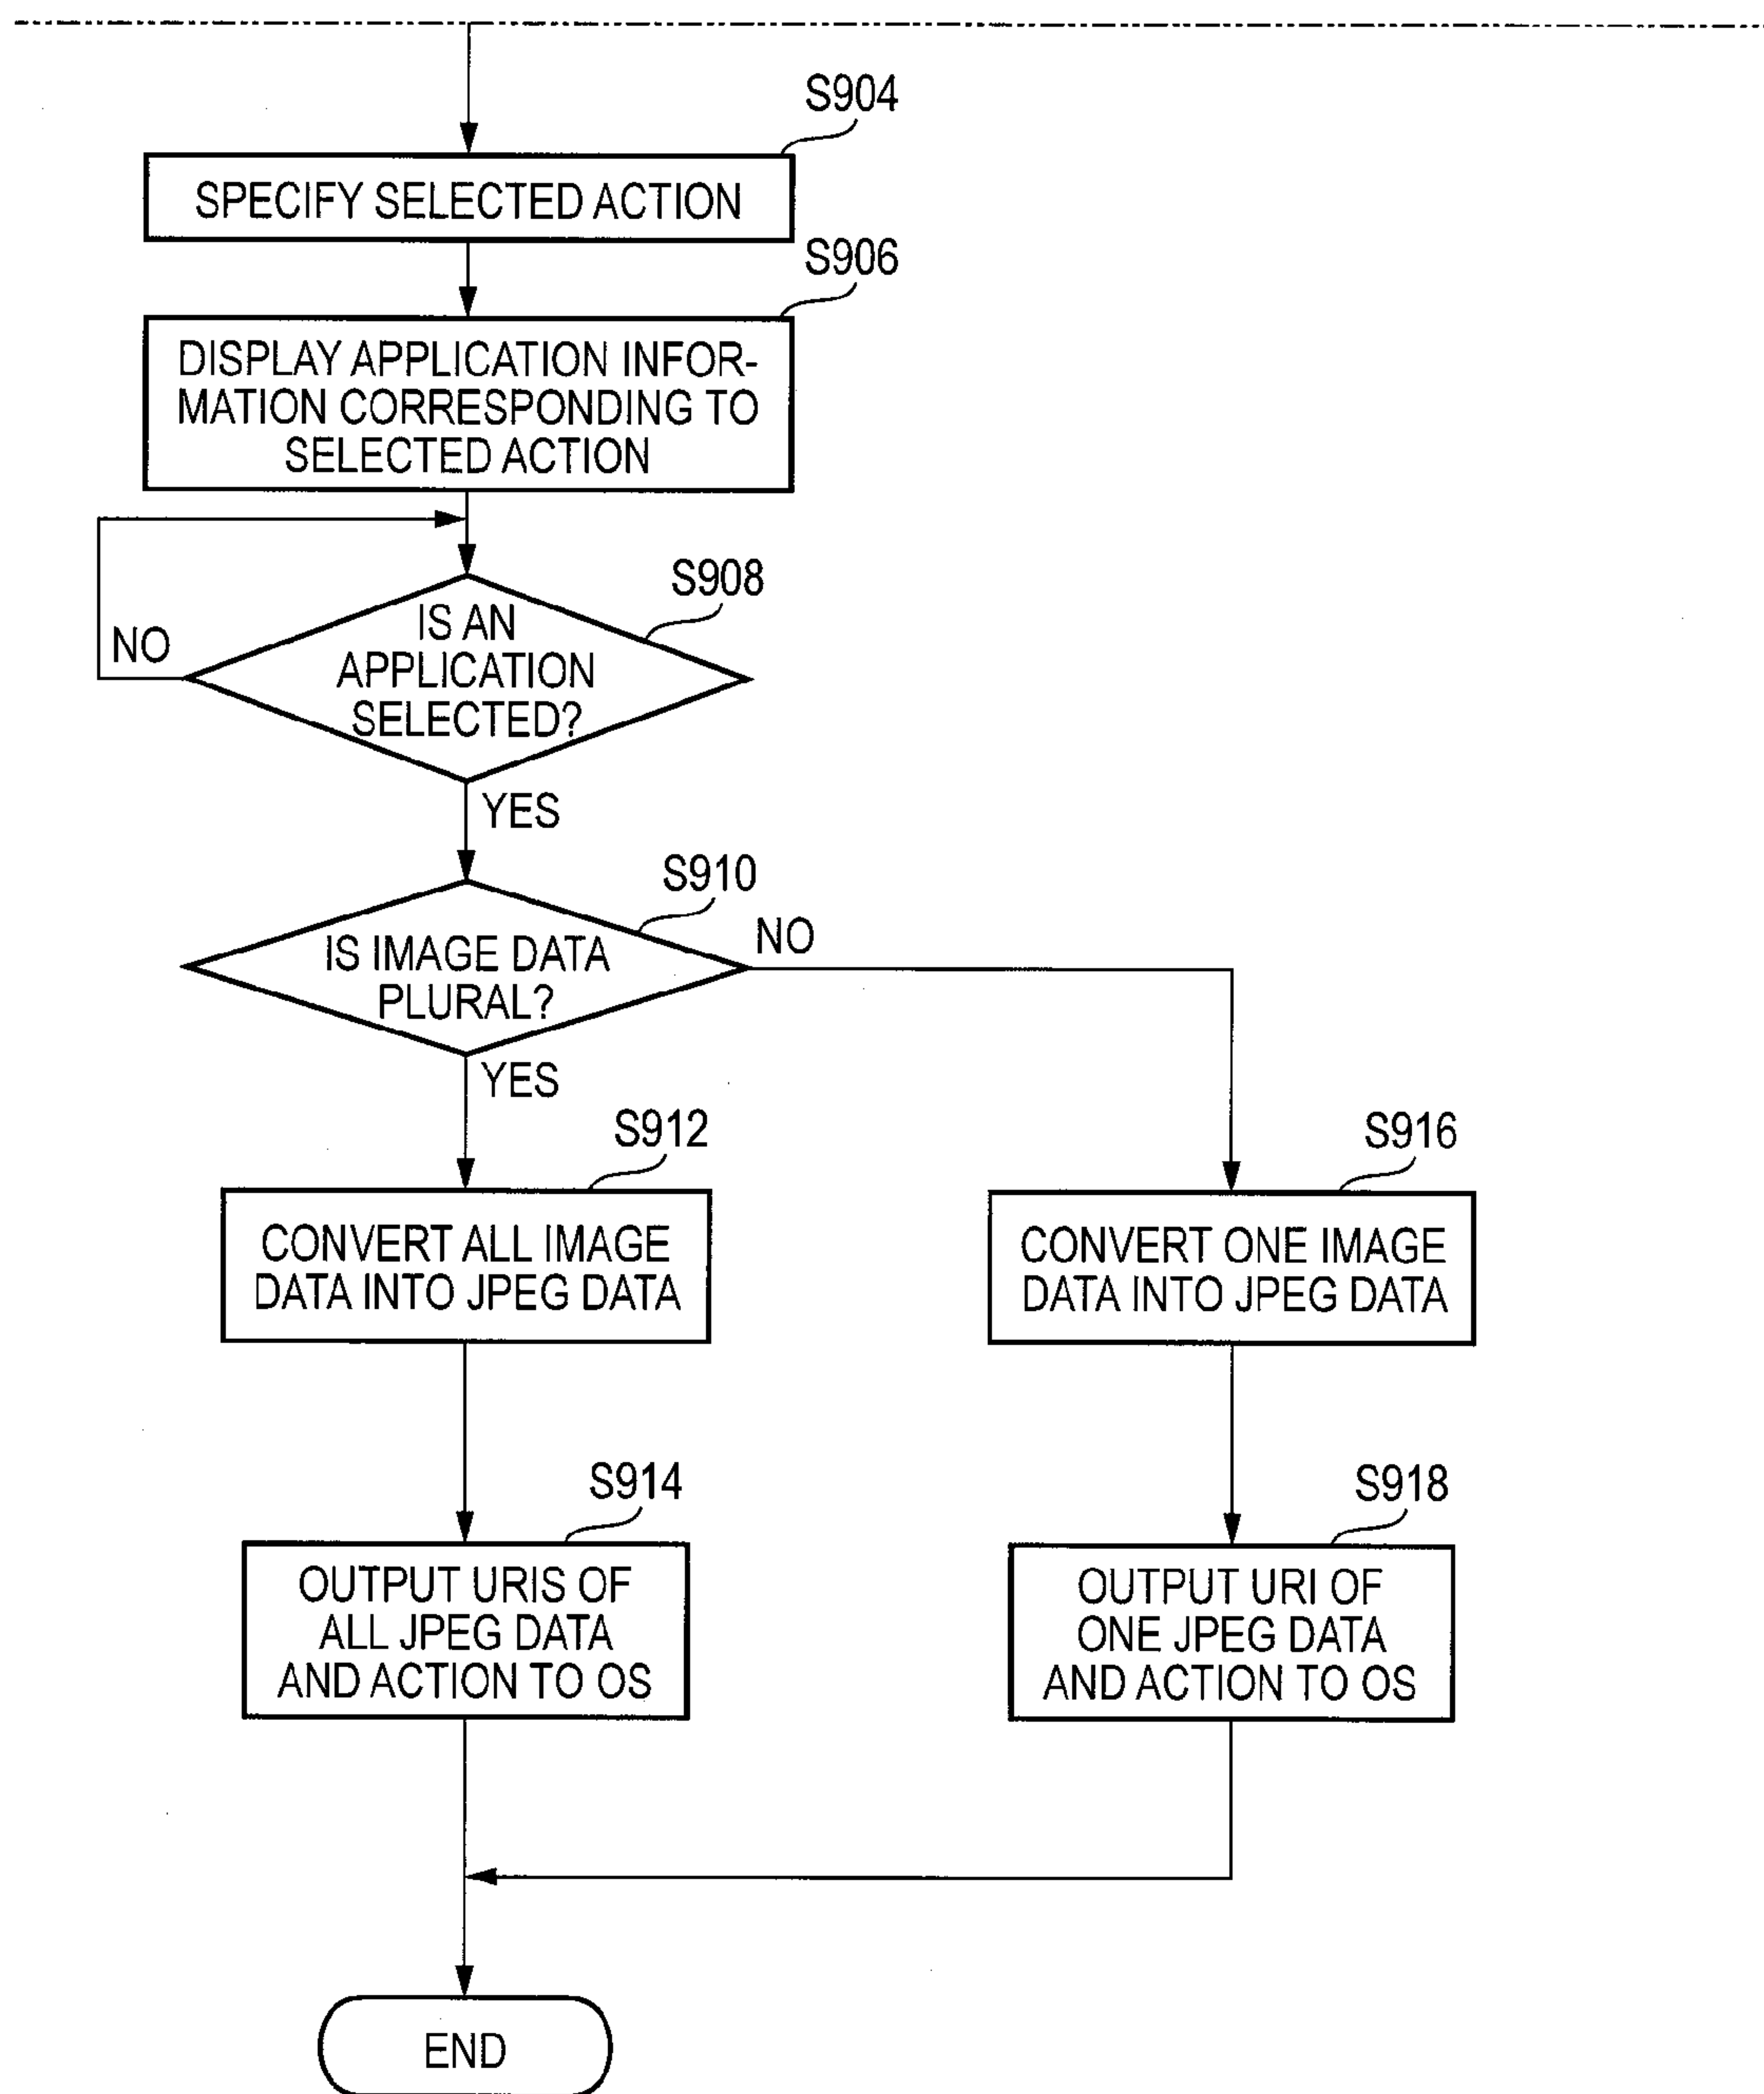 S904
SPECIFY SELECTED ACTION
S906
DISPLAY APPLICATION INFOR-
MATION CORRESPONDING TO
SELECTED ACTION
S908
IS AN
APPLICATION
SELECTED?
NO
YES
S910
IS IMAGE DATA
PLURAL?
NO
YES
S912
CONVERT ALL IMAGE
DATA INTO JPEG DATA
S916
CONVERT ONE IMAGE
DATA INTO JPEG DATA
S914
OUTPUT URIS OF
ALL JPEG DATA
AND ACTION TO OS
S918
OUTPUT URI OF
ONE JPEG DATA
AND ACTION TO OS
END